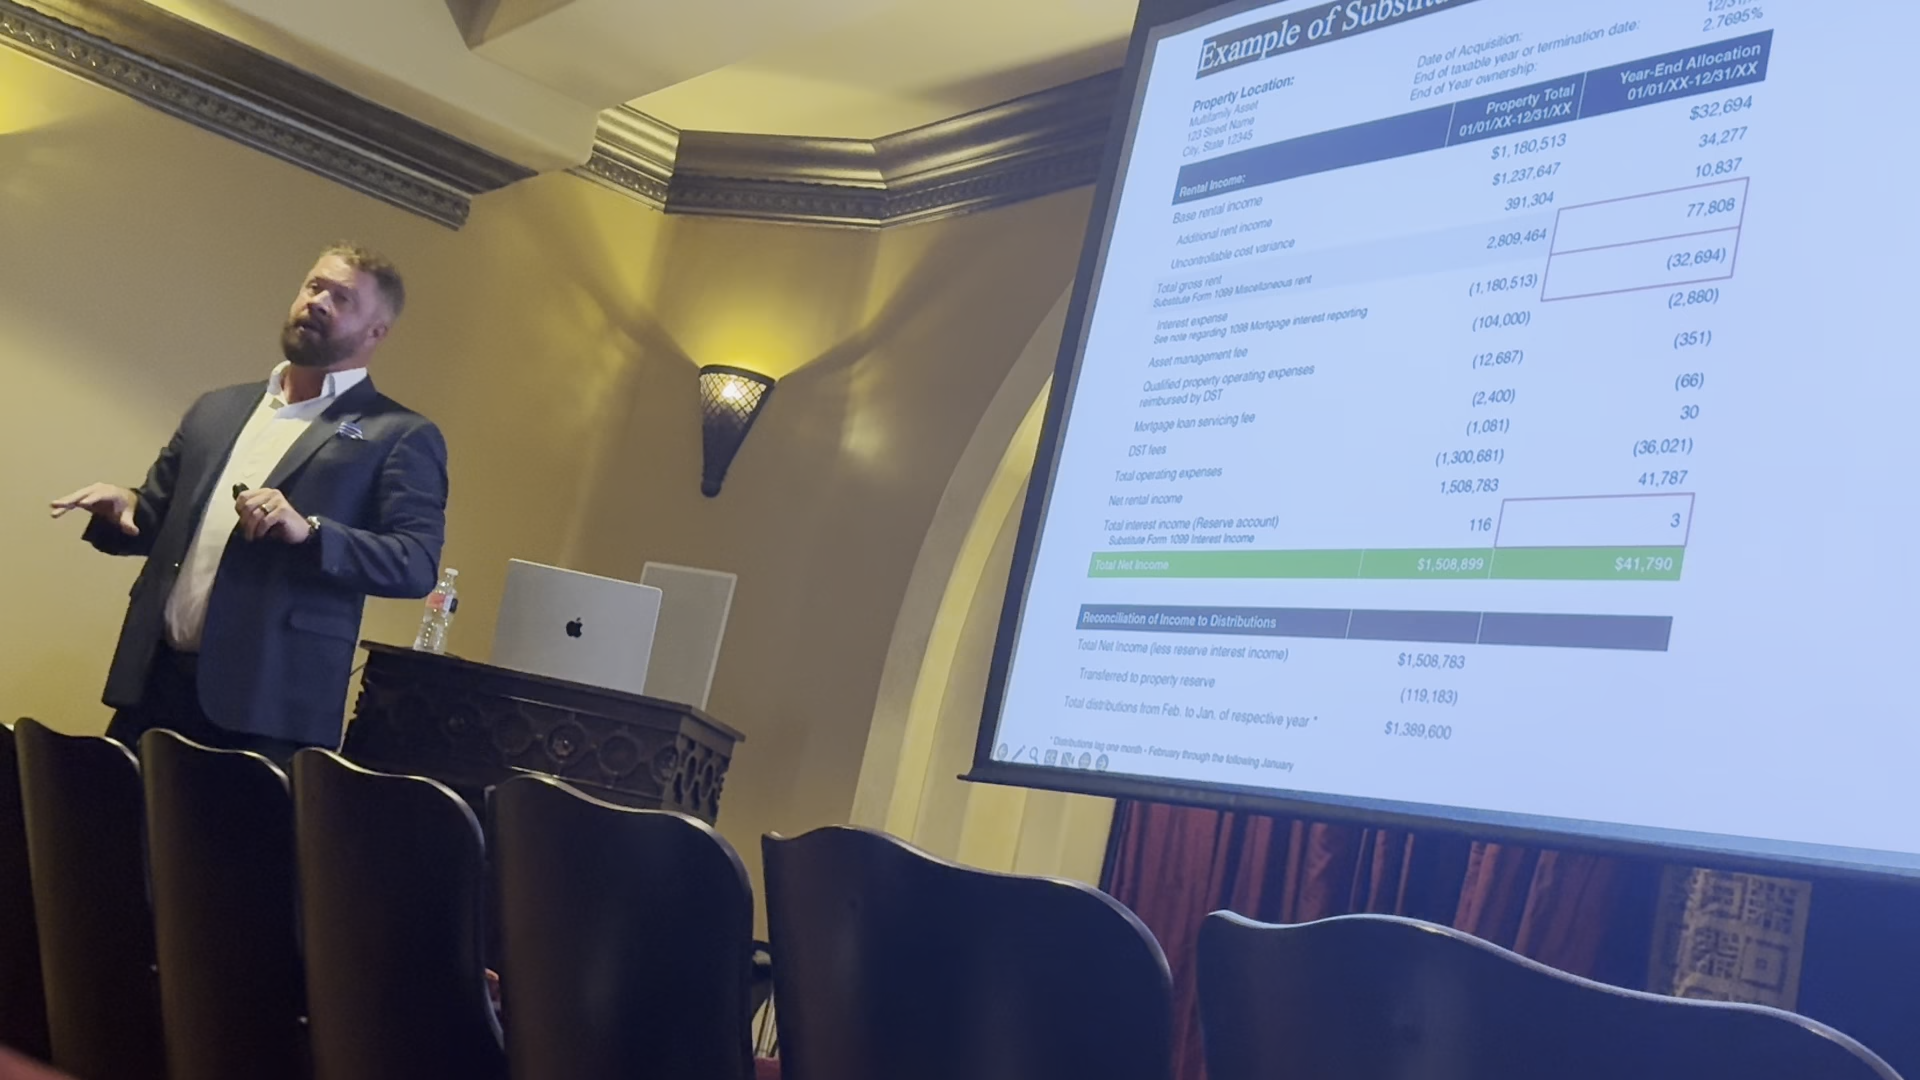 Example of
Date of Acquisition:
End of taxable year or termination date:
End of Year ownership: 2.7695%
Property Location:
Multifamily Asset
123 Street Name
City, State 12345
Property Total Year-End Allocation
01/01/XX-12/31/XX 01/01/XX-12/31/XX
Rental Income:
Base rental income $1,180,513 $32,694
Additional rent income $1,237,647 34,277
Uncontrollable cost variance 391,304 10,837
Total gross rent 2,809,464 77,808
Substitute Form 1099 Miscellaneous rent
Interest expense (1,180,513) (32,694)
See note regarding 1098 Mortgage interest reporting
Asset management fee (104,000) (2,880)
Qualified property operating expenses (12,687) (351)
reimbursed by DST
Mortgage loan servicing fee (2,400) (66)
DST fees (1,081) 30
Total operating expenses (1,300,681) (36,021)
Net rental income 1,508,783 41,787
Total interest income (Reserve account) 116 3
Substitute Form 1099 Interest Income
Total Net Income $1,508,899 $41,790
Reconciliation of Income to Distributions
Total Net Income (less reserve interest income) $1,508,783
Transferred to property reserve (119,183)
Total distributions from Feb. to Jan. of respective year * $1,389,600
* Distributions lag one month - February through the following January